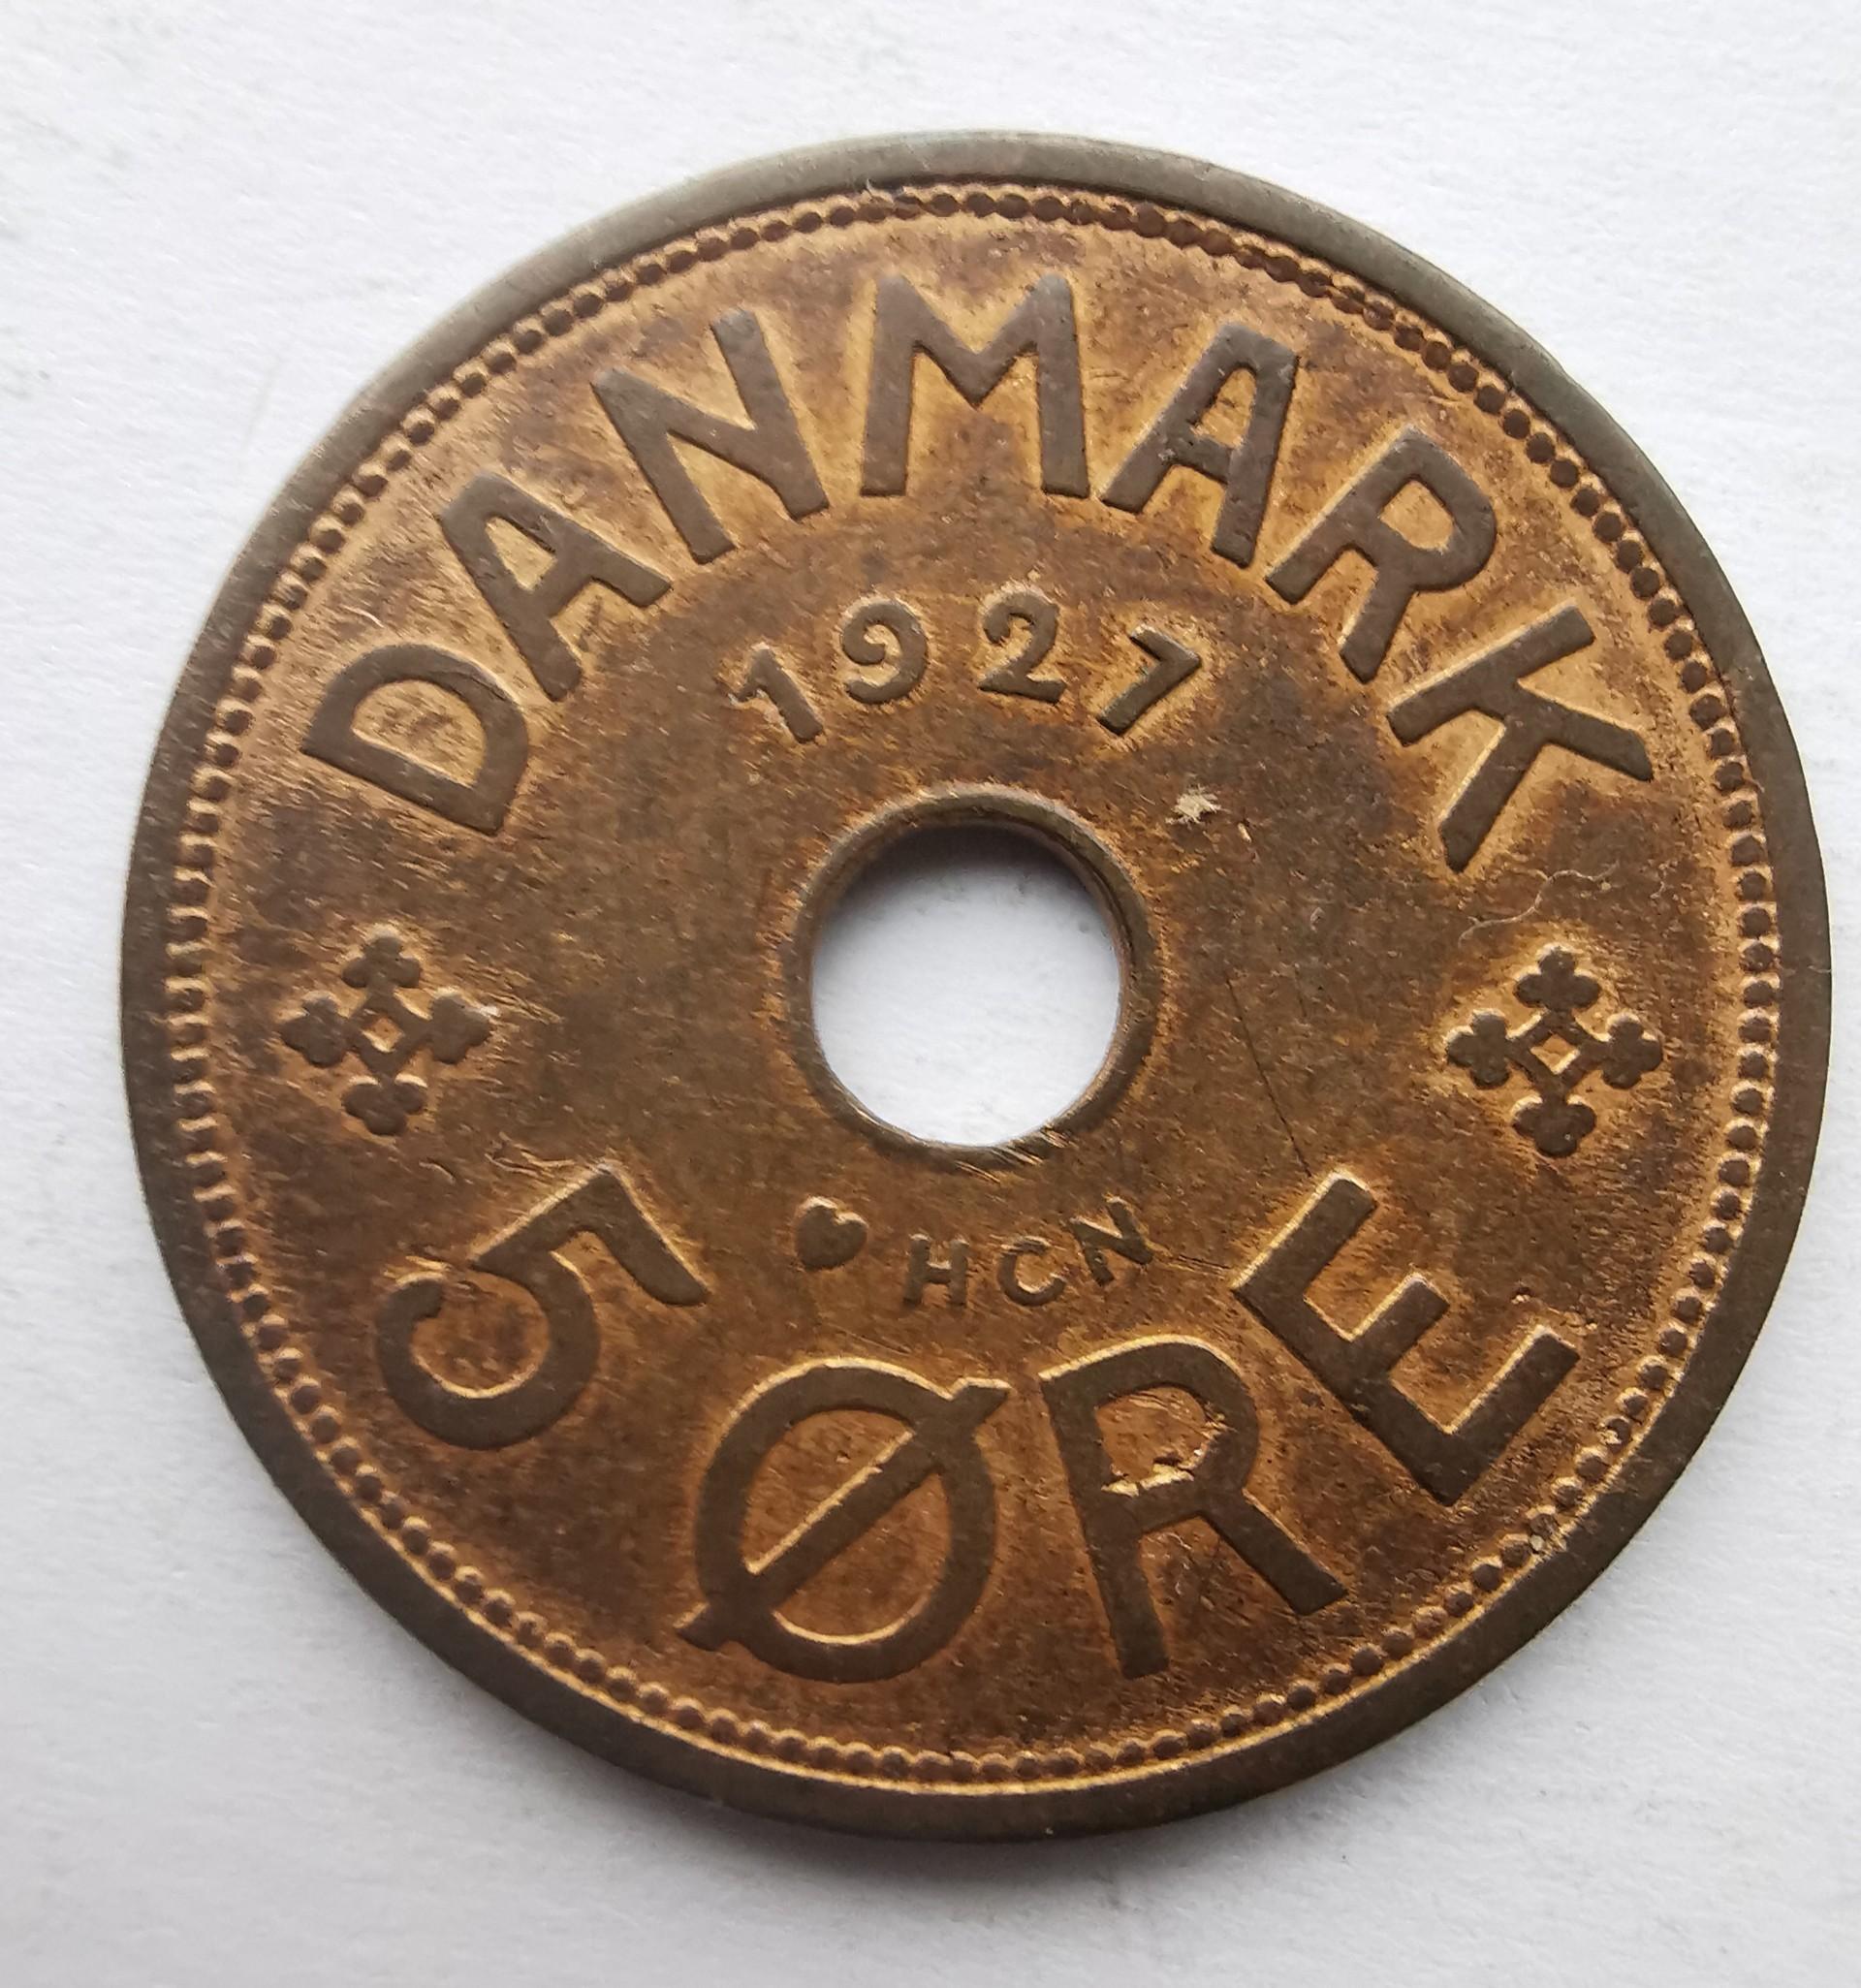 DANMARK
1927
♥ HCN
5 ØRE